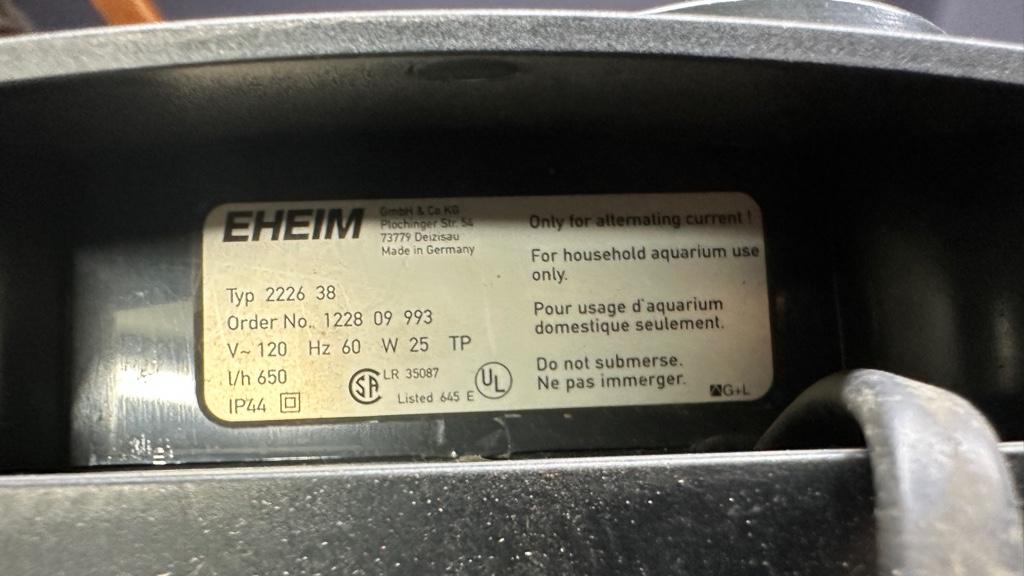 EHEIM
GmbH & Co KG
Plochinger Str. 54
73779 Deizisau
Made in Germany
Typ 2226 38
Order No.. 1228 09 993
V~ 120 Hz 60 W 25 TP
l/h 650
IP44
SA
LR 35087
Listed 645 E
UL
Only for alternating current !
For household aquarium use
only.
Pour usage d'aquarium
domestique seulement.
Do not submerse.
Ne pas immerger.
G+L